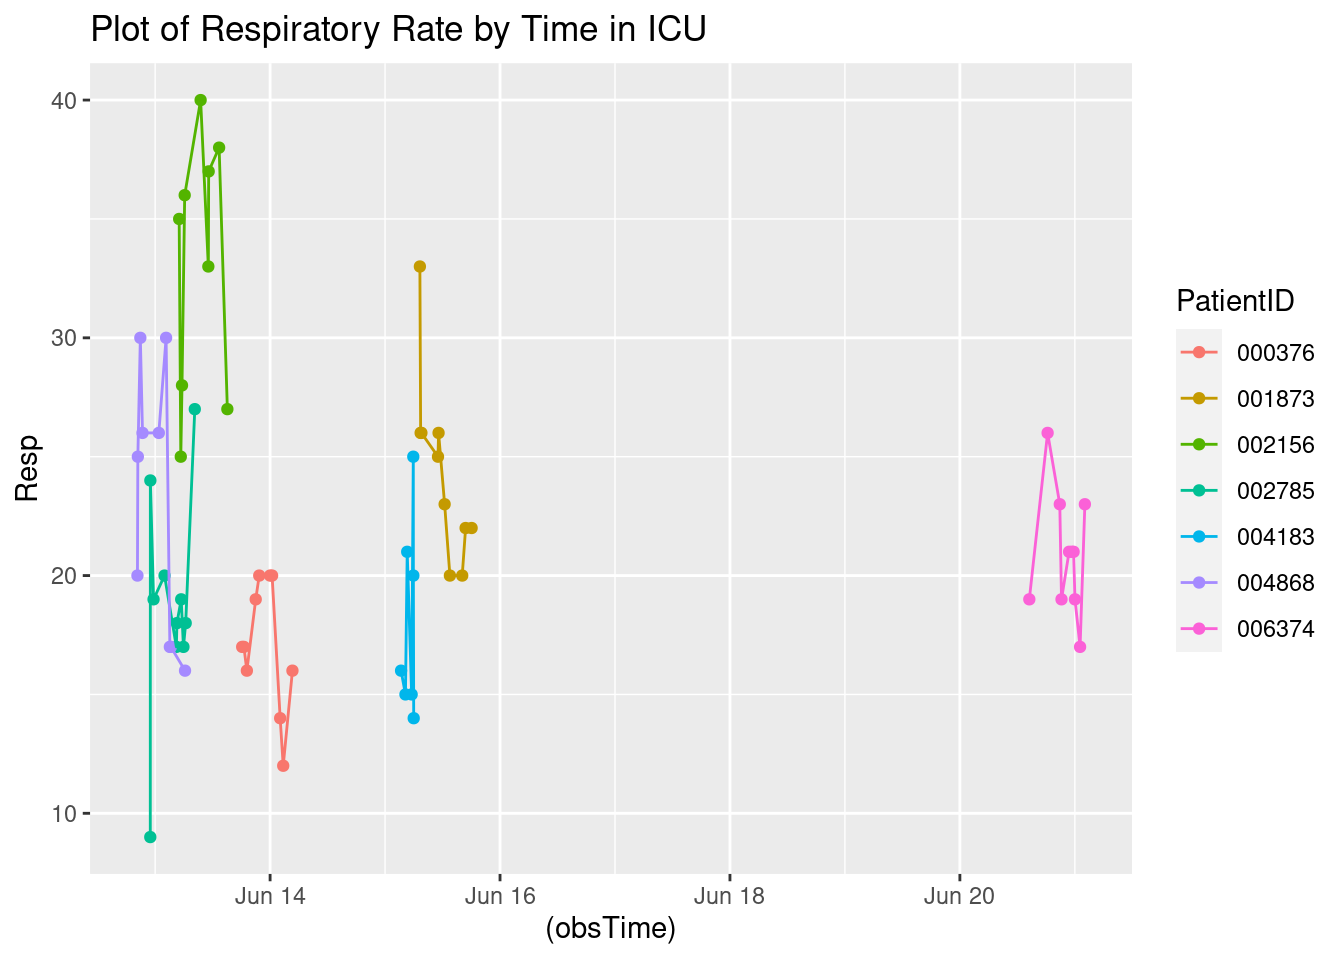 Plot of Respiratory Rate by Time in ICU
40
30
20
10
Resp
Jun 14
Jun 16
Jun 18
Jun 20
(obsTime)
PatientID
000376
001873
002156
002785
004183
004868
006374